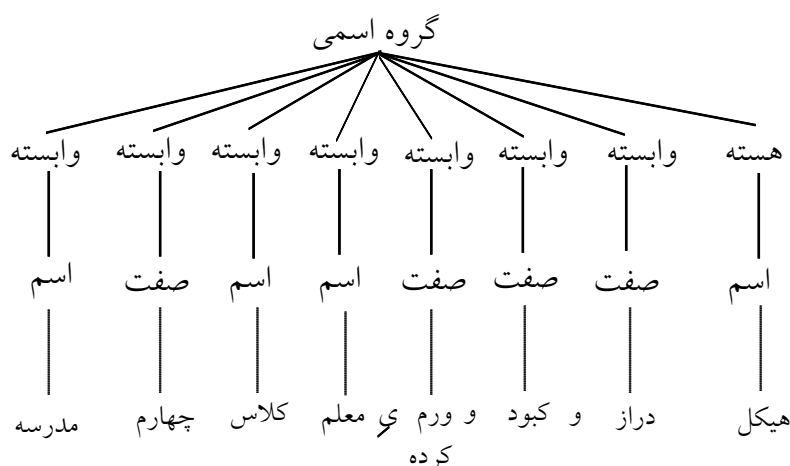 گروه اسمی
هسته وابسته وابسته وابسته وابسته وابسته وابسته وابسته
اسم صفت صفت صفت اسم اسم صفت اسم
هیکل دراز و کبود و ورم یِ معلم کلاس چهارم مدرسه
کرده